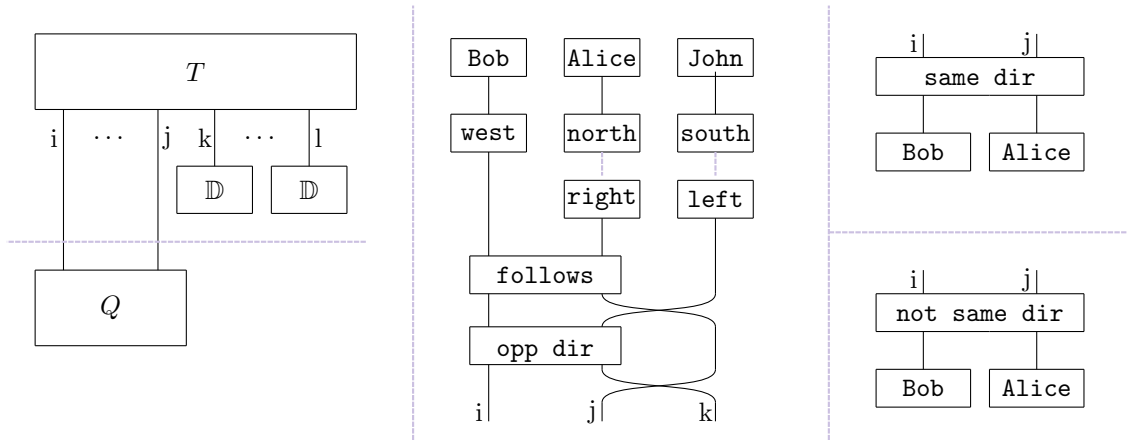 T
i ... j k ... l
𝔻 𝔻
Q
Bob Alice John
west north south
right left
follows
opp dir
i j k
i j
same dir
Bob Alice
i j
not same dir
Bob Alice